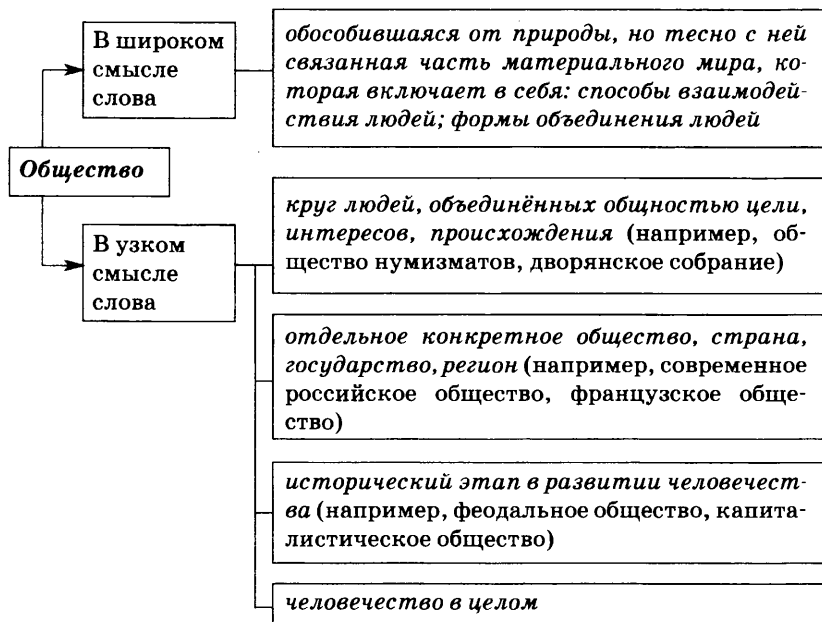 В широком
смысле
слова
обособившаяся от природы, но тесно с ней
связанная часть материального мира, ко-
торая включает в себя: способы взаимодей-
ствия людей; формы объединения людей
Общество
В узком
смысле
слова
круг людей, объединённых общностью цели,
интересов, происхождения (например, об-
щество нумизматов, дворянское собрание)
отдельное конкретное общество, страна,
государство, регион (например, современное
российское общество, французское обще-
ство)
исторический этап в развитии человечест-
ва (например, феодальное общество, капита-
листическое общество)
человечество в целом